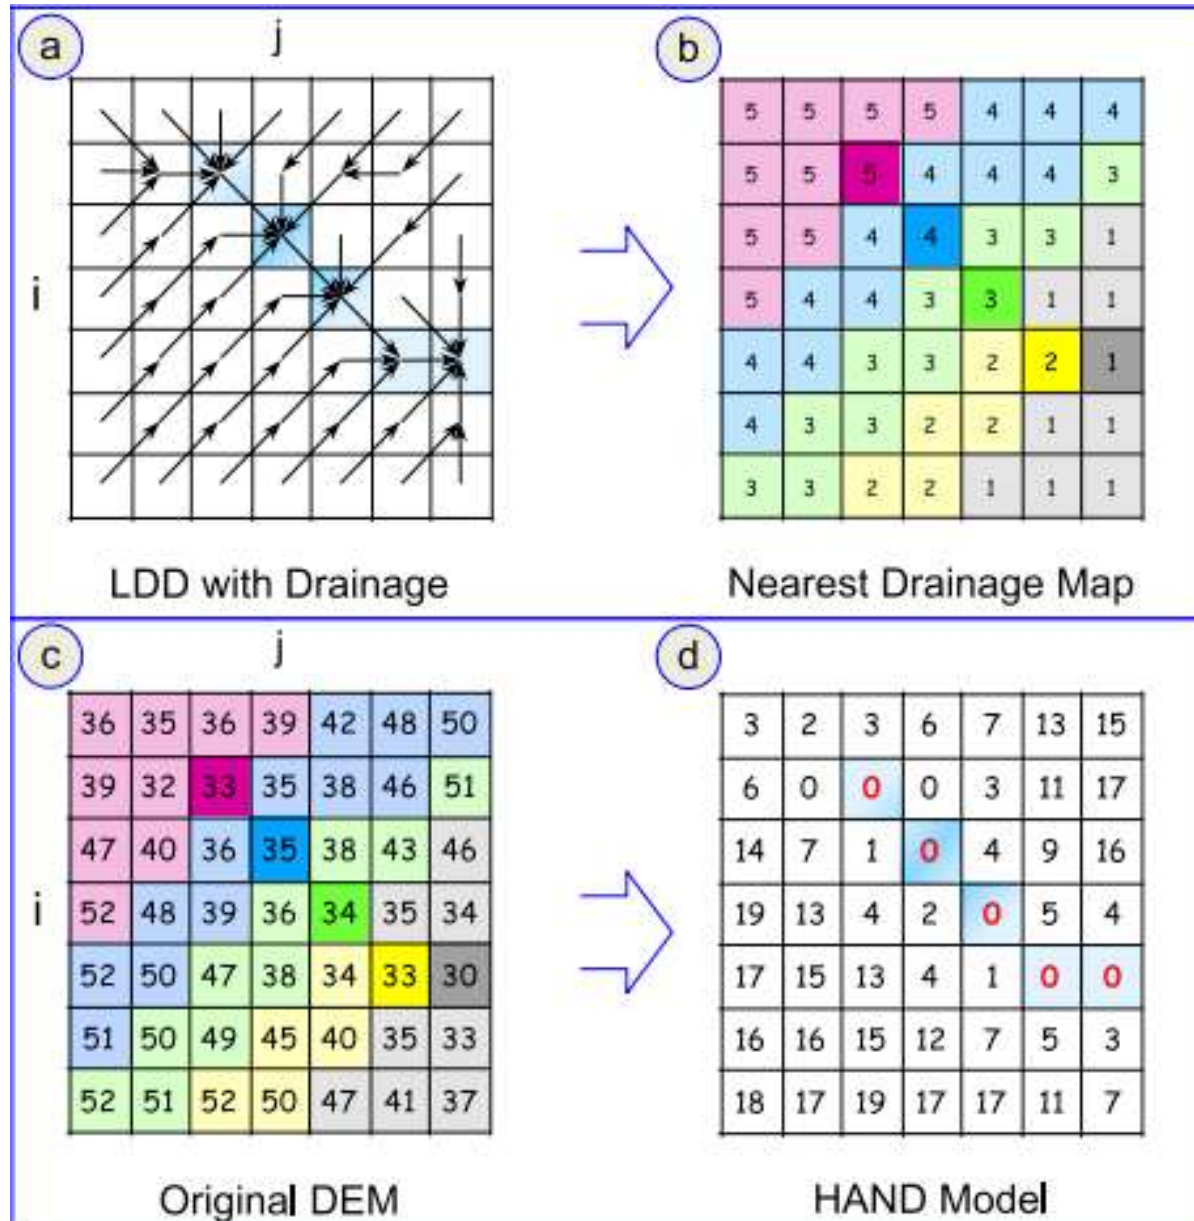 a
j
b
i
5 5 5 5 4 4 4
5 5 5 4 4 4 3
5 5 4 4 3 3 1
5 4 4 3 3 1 1
4 4 3 3 2 2 1
4 3 3 2 2 1 1
3 3 2 2 1 1 1
LDD with Drainage
Nearest Drainage Map
c
j
d
i
36 35 36 39 42 48 50
39 32 33 35 38 46 51
47 40 36 35 38 43 46
52 48 39 36 34 35 34
52 50 47 38 34 33 30
51 50 49 45 40 35 33
52 51 52 50 47 41 37
3 2 3 6 7 13 15
6 0 0 0 3 11 17
14 7 1 0 4 9 16
19 13 4 2 0 5 4
17 15 13 4 1 0 0
16 16 15 12 7 5 3
18 17 19 17 17 11 7
Original DEM
HAND Model